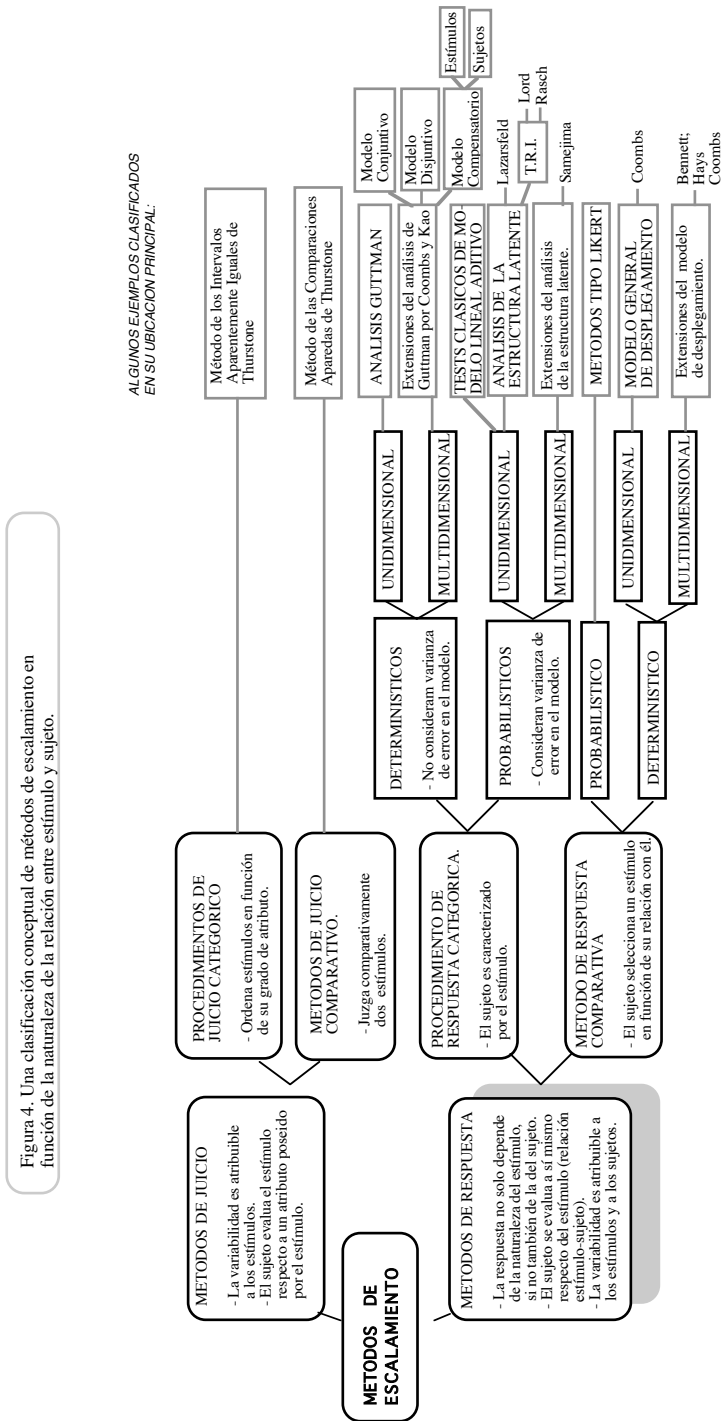 Figura 4. Una clasificación conceptual de métodos de escalamiento en
función de la naturaleza de la relación entre estímulo y sujeto.
ALGUNOS EJEMPLOS CLASIFICADOS
EN SU UBICACION PRINCIPAL:
METODOS DE
ESCALAMIENTO
METODOS DE JUICIO
- La variabilidad es atribuible
a los estímulos.
- El sujeto evalua el estímulo
respecto a un atributo poseido
por el estímulo.
PROCEDIMIENTOS DE
JUICIO CATEGORICO
- Ordena estímulos en función
de su grado de atributo.
Método de los Intervalos
Aparentemente Iguales de
Thurstone
METODOS DE JUICIO
COMPARATIVO.
- Juzga comparativamente
dos estímulos.
Método de las Comparaciones
Aparedas de Thurstone
METODOS DE RESPUESTA
- La respuesta no solo depende
de la naturaleza del estímulo,
si no también de la del sujeto.
- El sujeto se evalua a sí mismo
respecto del estímulo (relación
estímulo-sujeto).
- La variabilidad es atribuible a
los estímulos y a los sujetos.
PROCEDIMIENTO DE
RESPUESTA CATEGORICA.
- El sujeto es caracterizado
por el estímulo.
DETERMINISTICOS
- No consideram varianza
de error en el modelo.
UNIDIMENSIONAL
ANALISIS GUTTMAN
MULTIDIMENSIONAL
Extensiones del análisis de
Guttman por Coombs y Kao
Modelo
Conjuntivo
Modelo
Disjuntivo
Modelo
Compensatorio
Estímulos
Sujetos
PROBABILISTICOS
- Consideran varianza de
error en el modelo.
UNIDIMENSIONAL
TESTS CLASICOS DE MO-
DELO LINEAL ADITIVO
ANALISIS DE LA
ESTRUCTURA LATENTE
Lazarsfeld
T.R.I.
Lord
Rasch
MULTIDIMENSIONAL
Extensiones del análisis
de la estructura latente.
Samejima
METODO DE RESPUESTA
COMPARATIVA
- El sujeto selecciona un estímulo
en función de su relación con él.
PROBABILISTICO
METODOS TIPO LIKERT
DETERMINISTICO
UNIDIMENSIONAL
MODELO GENERAL
DE DESPLEGAMIENTO
Coombs
MULTIDIMENSIONAL
Extensiones del modelo
de desplegamiento.
Bennett;
Hays
Coombs